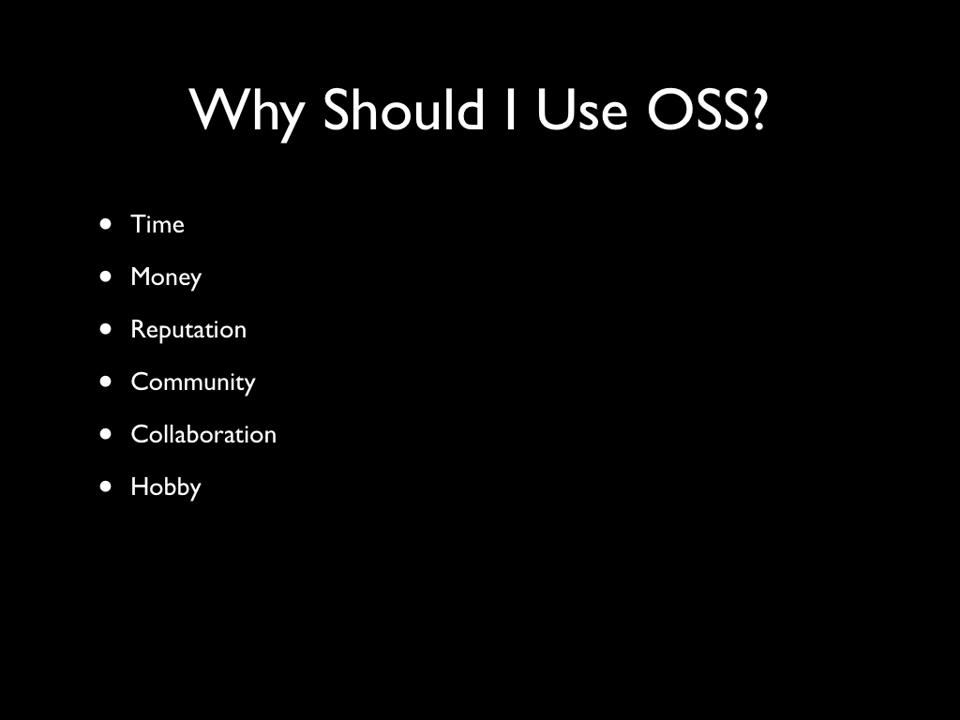 Why Should I Use OSS?
• Time
• Money
• Reputation
• Community
• Collaboration
• Hobby